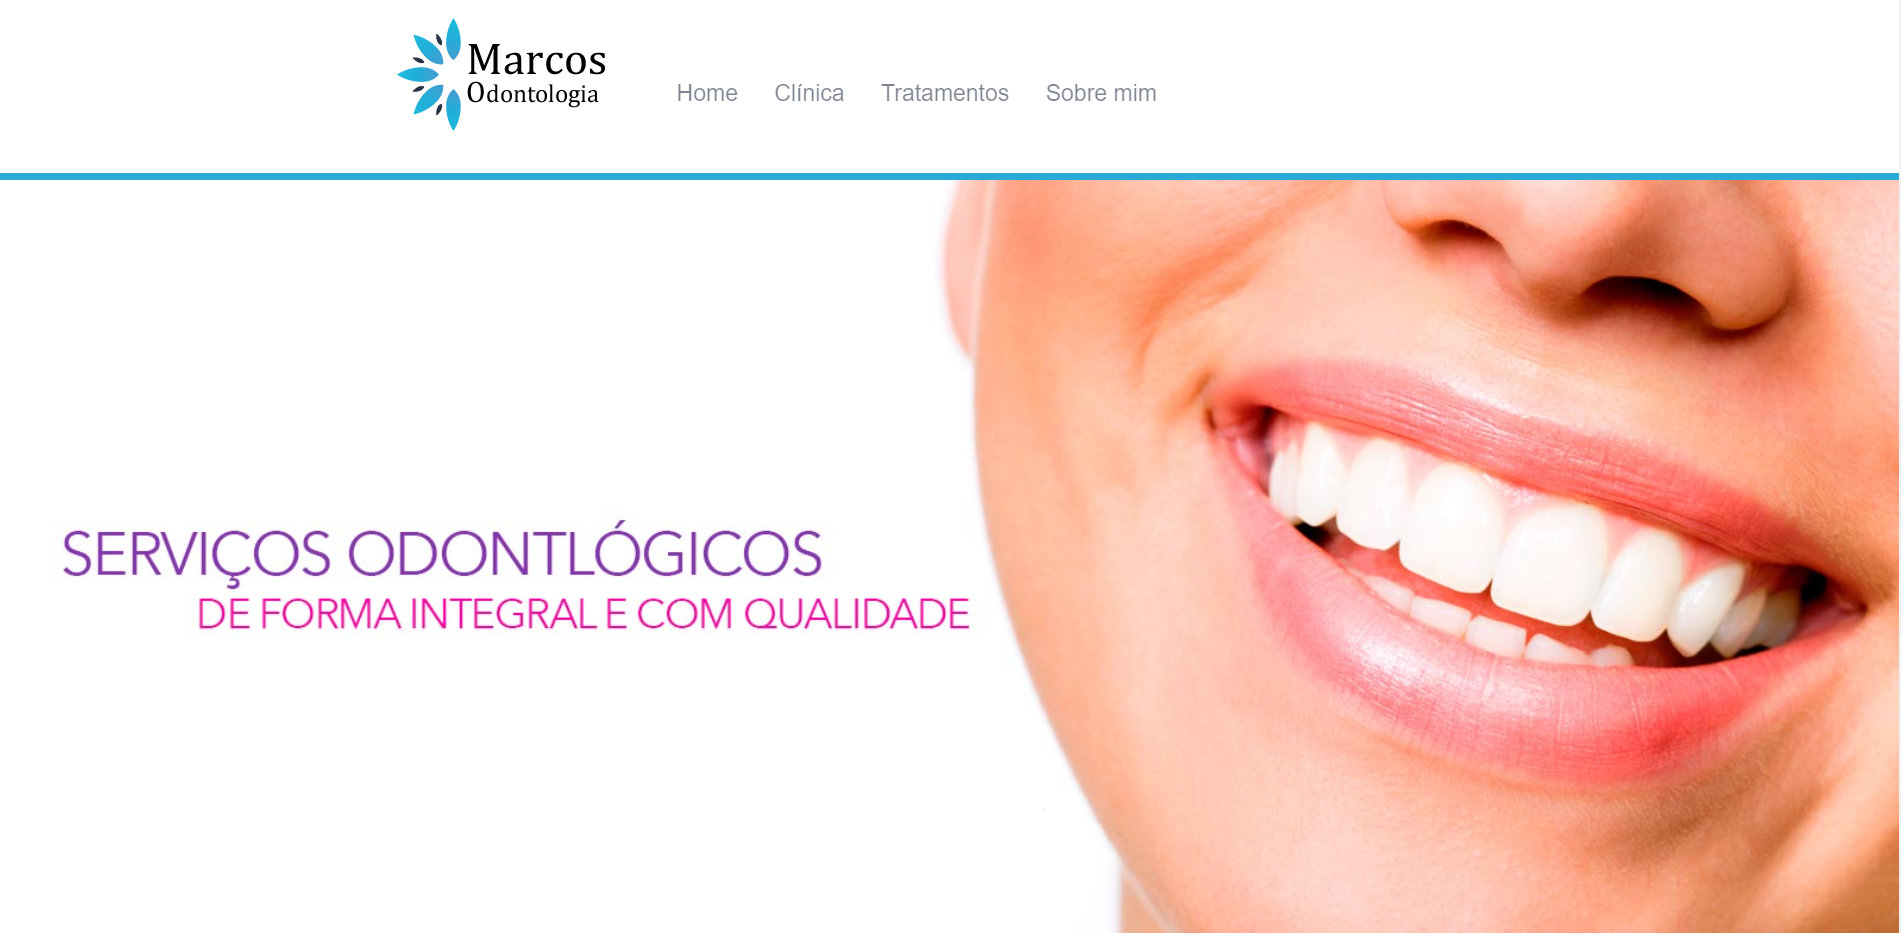 Marcos
Odontologia
Home Clínica Tratamentos Sobre mim
SERVIÇOS ODONTLÓGICOS
DE FORMA INTEGRAL E COM QUALIDADE